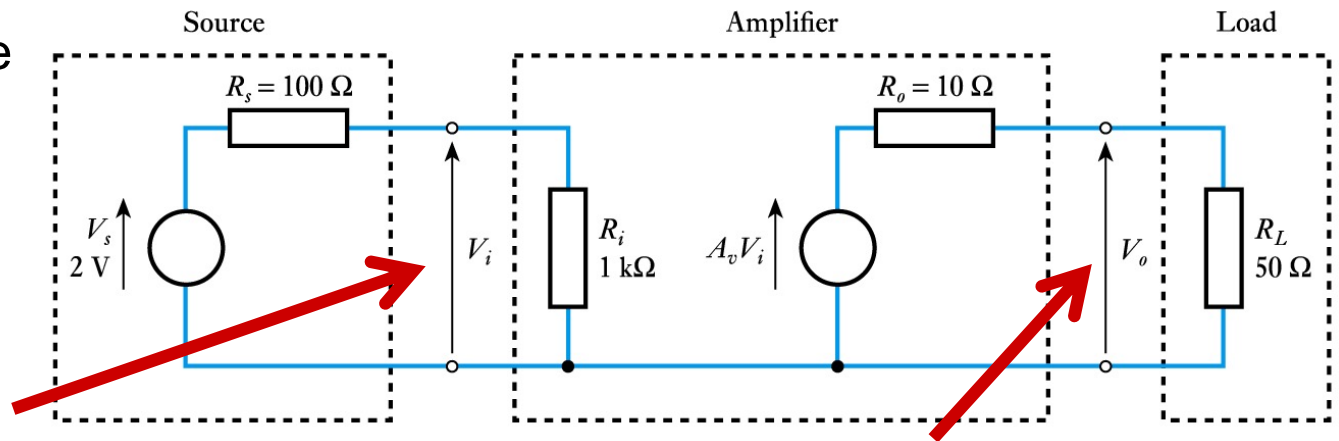 e
Source
Amplifier
Load
R_s = 100 Ω
R_o = 10 Ω
V_s
2 V
V_i
R_i
1 kΩ
A_vV_i
V_o
R_L
50 Ω